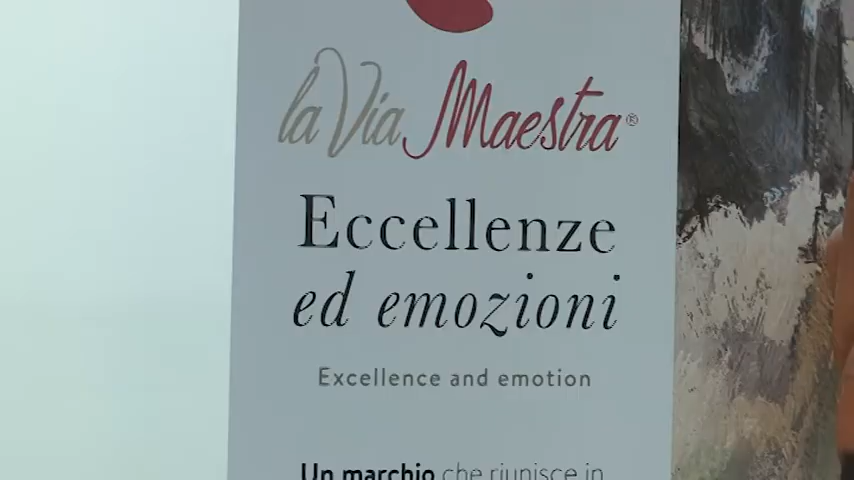 la Via Maestra®
Eccellenze
ed emozioni
Excellence and emotion
Un marchio che riunisce in